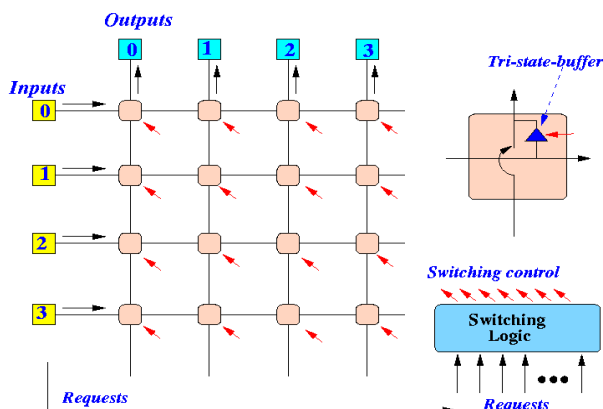 Outputs
0 1 2 3
Inputs
0
1
2
3
Requests
Tri-state-buffer
Switching control
Switching
Logic
Requests